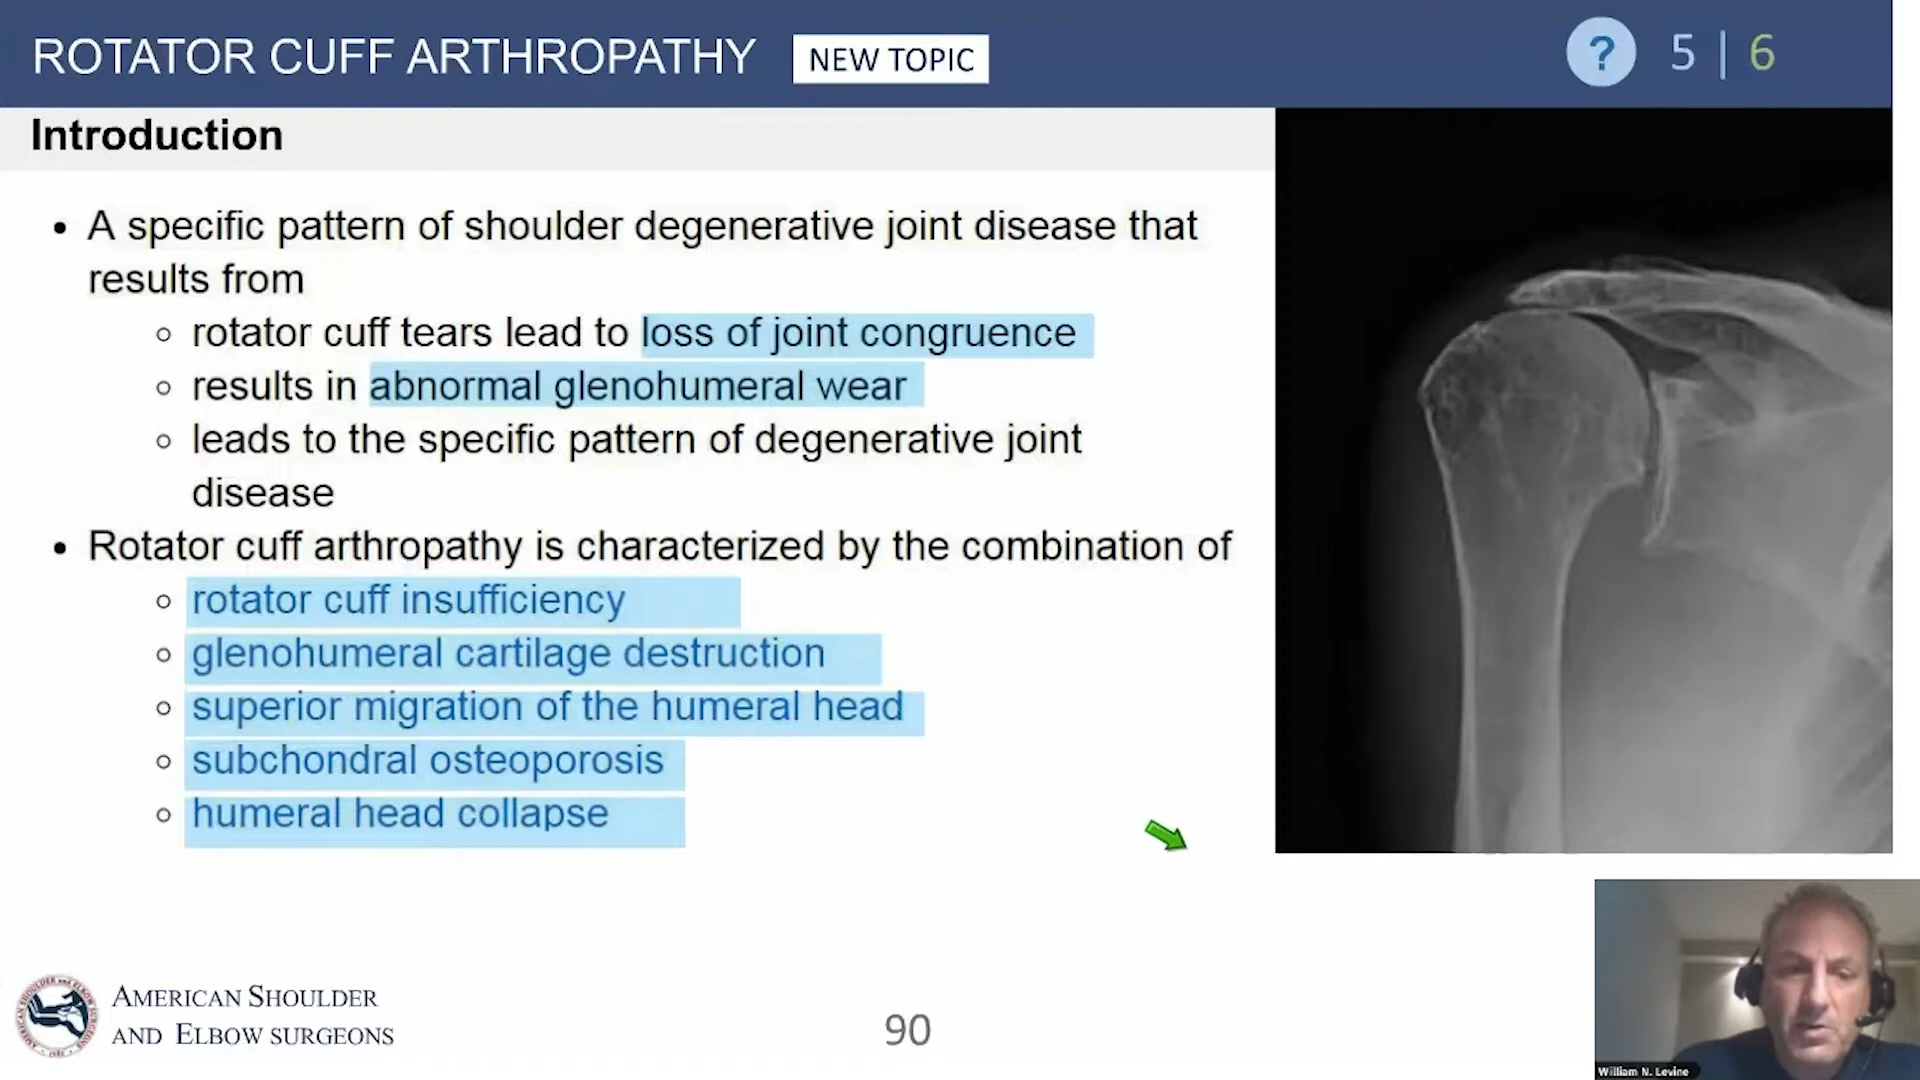 ROTATOR CUFF ARTHROPATHY NEW TOPIC ? 5 | 6
Introduction
• A specific pattern of shoulder degenerative joint disease that
results from
○ rotator cuff tears lead to loss of joint congruence
○ results in abnormal glenohumeral wear
○ leads to the specific pattern of degenerative joint
disease
• Rotator cuff arthropathy is characterized by the combination of
○ rotator cuff insufficiency
○ glenohumeral cartilage destruction
○ superior migration of the humeral head
○ subchondral osteoporosis
○ humeral head collapse
AMERICAN SHOULDER
AND ELBOW SURGEONS
90
William N. Levine